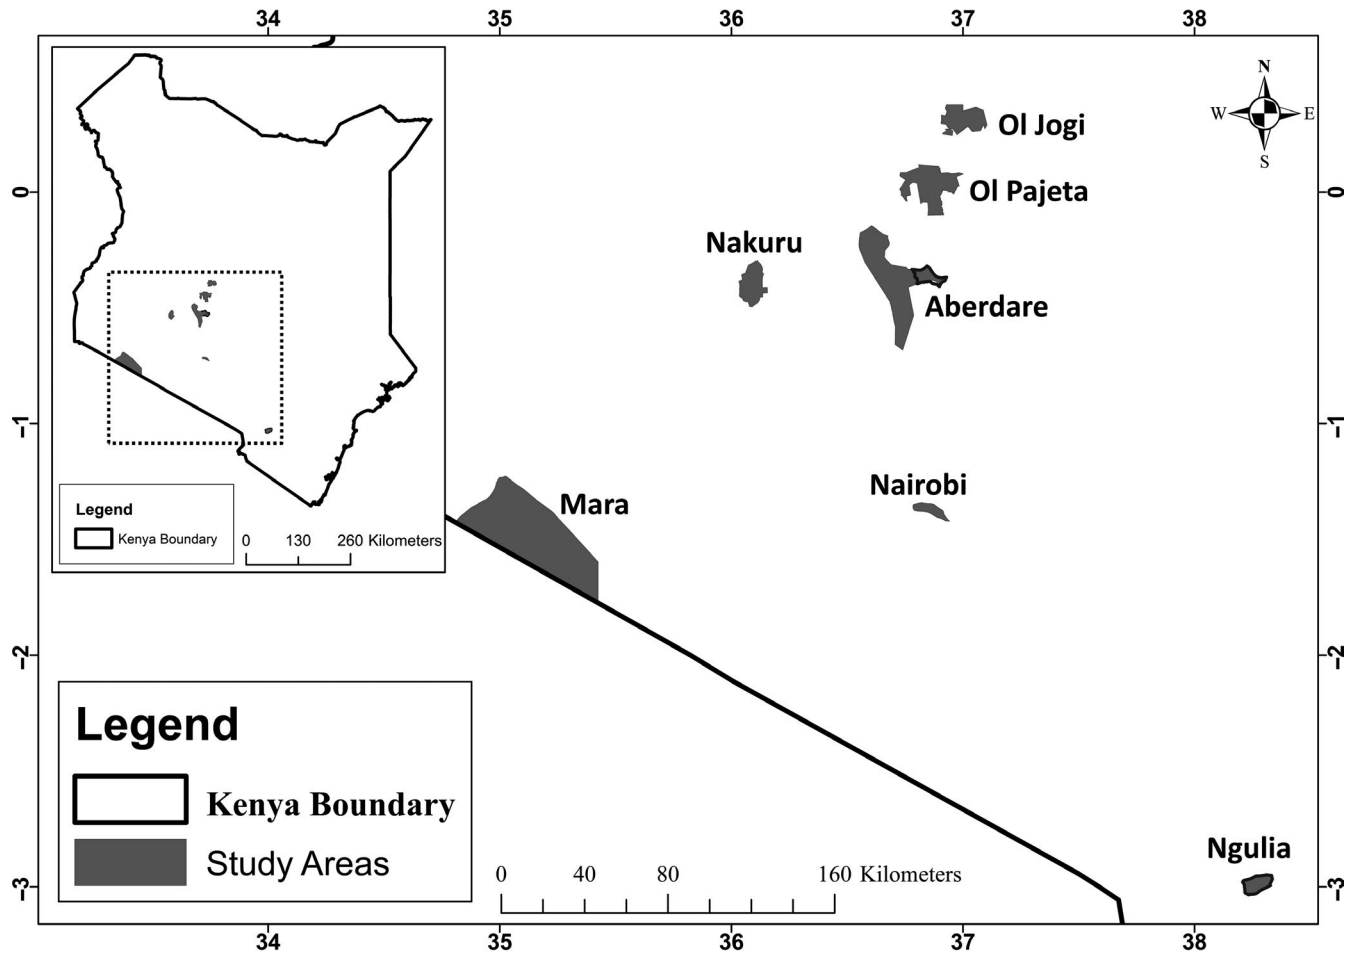 34 35 36 37 38
N
W E
S
Ol Jogi
0 Ol Pajeta 0
Nakuru
Aberdare
-1 -1
Nairobi
Mara
Legend
Kenya Boundary
0 130 260 Kilometers
-2 -2
Legend
Kenya Boundary
Study Areas
0 40 80 160 Kilometers
Ngulia
-3 -3
34 35 36 37 38